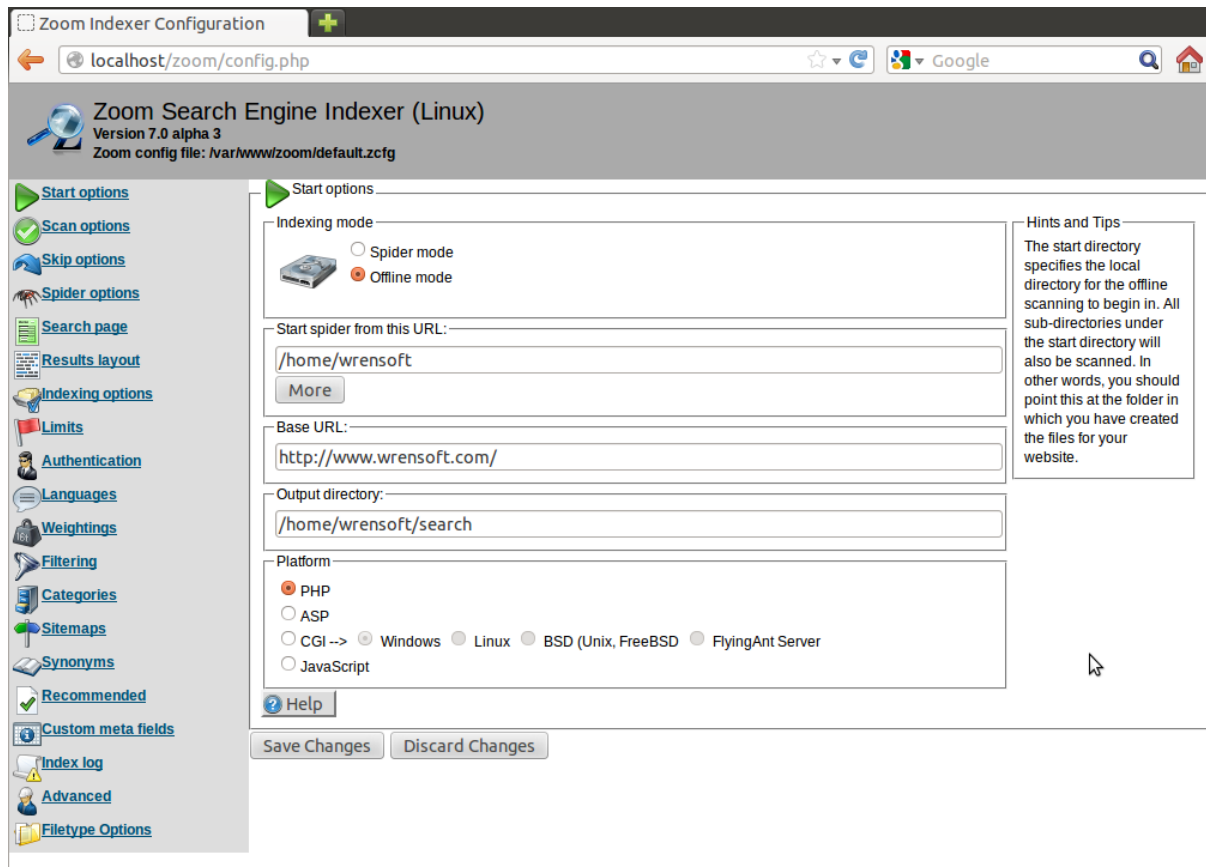 Zoom Indexer Configuration
localhost/zoom/config.php
Google
Zoom Search Engine Indexer (Linux)
Version 7.0 alpha 3
Zoom config file: /var/www/zoom/default.zcfg
Start options
Scan options
Skip options
Spider options
Search page
Results layout
Indexing options
Limits
Authentication
Languages
Weightings
Filtering
Categories
Sitemaps
Synonyms
Recommended
Custom meta fields
Index log
Advanced
Filetype Options
Start options
Indexing mode
Spider mode
Offline mode
Start spider from this URL:
/home/wrensoft
More
Base URL:
http://www.wrensoft.com/
Output directory:
/home/wrensoft/search
Platform
PHP
ASP
CGI --> Windows Linux BSD (Unix, FreeBSD FlyingAnt Server
JavaScript
Help
Save Changes Discard Changes
Hints and Tips
The start directory
specifies the local
directory for the offline
scanning to begin in. All
sub-directories under
the start directory will
also be scanned. In
other words, you should
point this at the folder in
which you have created
the files for your
website.